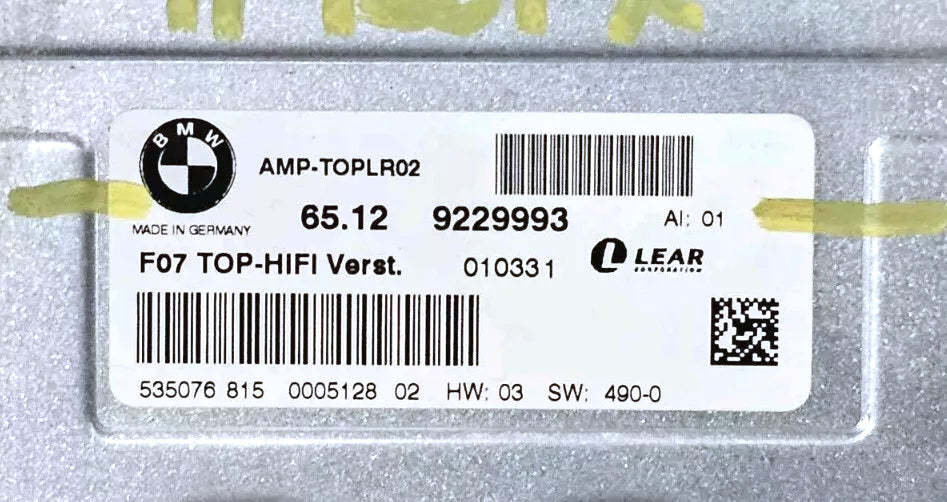 BMW
AMP-TOPLR02
MADE IN GERMANY
65.12 9229993 AI: 01
F07 TOP-HIFI Verst. 010331 LEAR
CORPORATION
535076 815 0005128 02 HW: 03 SW: 490-0